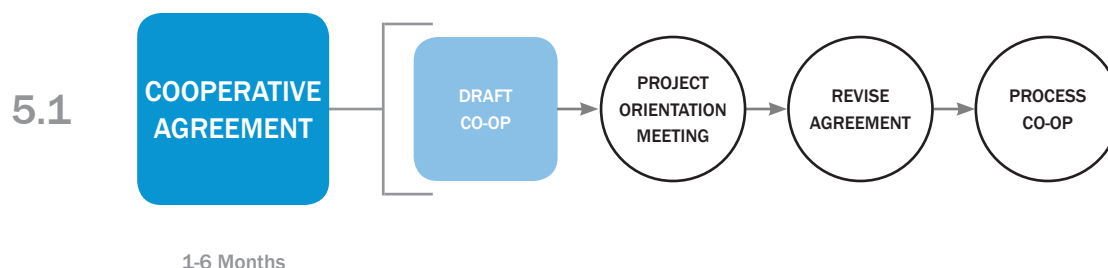 5.1
COOPERATIVE
AGREEMENT
DRAFT
CO-OP
PROJECT
ORIENTATION
MEETING
REVISE
AGREEMENT
PROCESS
CO-OP
1-6 Months